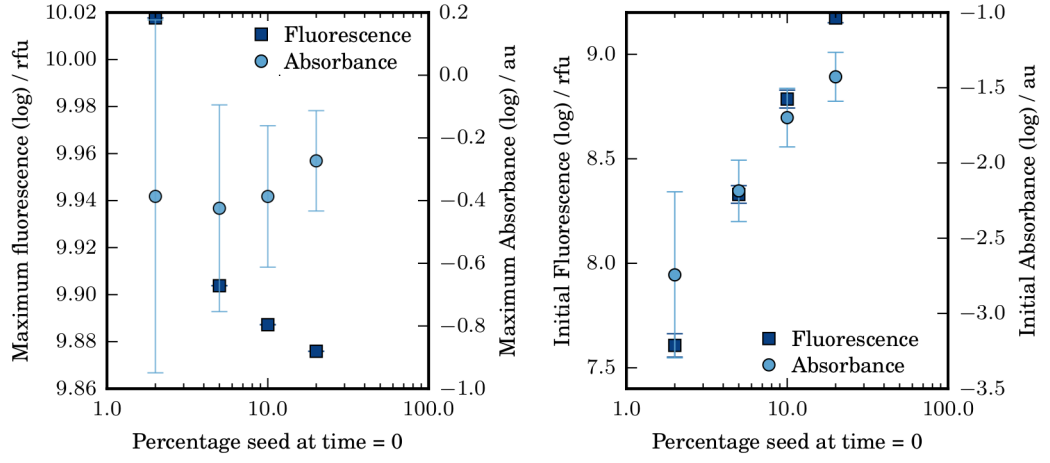 Maximum fluorescence (log) / rfu
10.02
10.00
9.98
9.96
9.94
9.92
9.90
9.88
9.86
Fluorescence
Absorbance
0.2
0.0
−0.2
−0.4
−0.6
−0.8
−1.0
Maximum Absorbance (log) / au
1.0 10.0 100.0
Percentage seed at time = 0
Initial Fluorescence (log) / rfu
9.0
8.5
8.0
7.5
Fluorescence
Absorbance
−1.0
−1.5
−2.0
−2.5
−3.0
−3.5
Initial Absorbance (log) / au
1.0 10.0 100.0
Percentage seed at time = 0